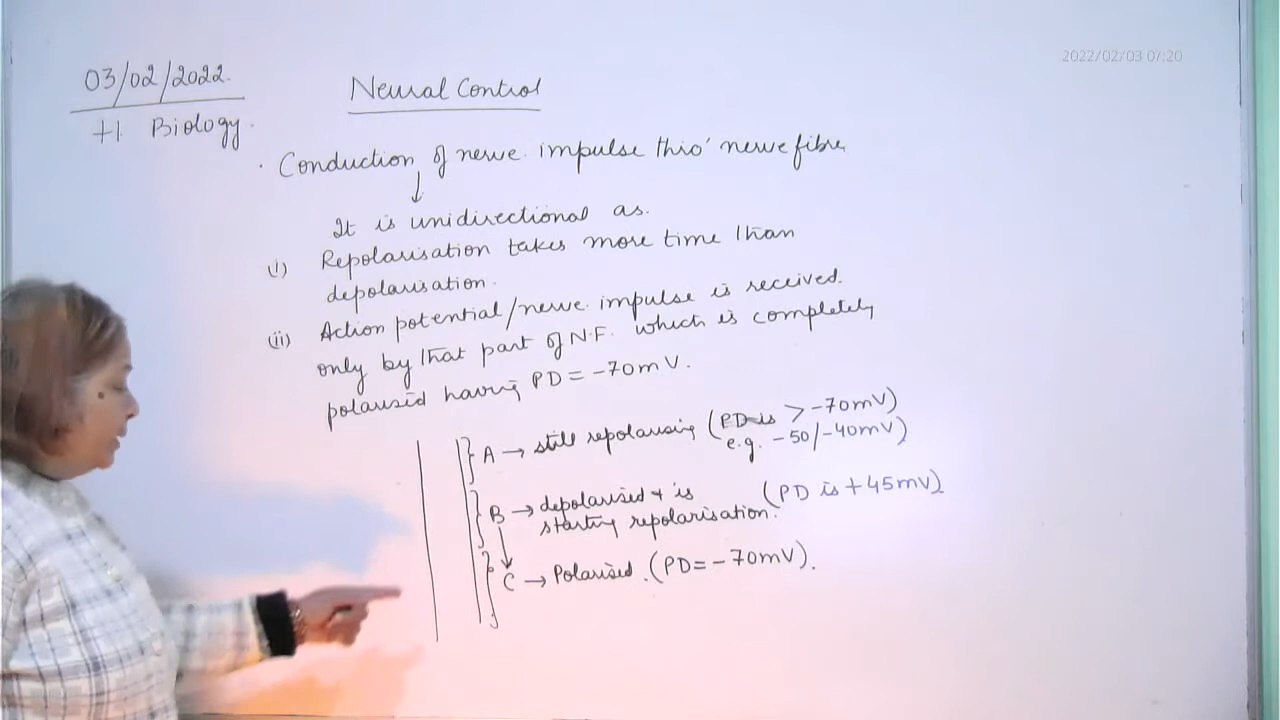 2022/02/03 07:20
03/02/2022.
+1 Biology.
Neural Control
· Conduction of nerve impulse thro' nerve fibre
↓
It is unidirectional as.
(i) Repolarisation takes more time than
depolarisation.
(ii) Action potential/nerve impulse is received.
only by that part of N.F. which is completely
polarised having PD = -70mV.
A → still repolarising (PD is > -70mV)
e.g. -50/-40mV)
B → depolarised + is (PD is +45mV)
starting repolarisation.
↓
C → Polarised. (PD = -70mV).